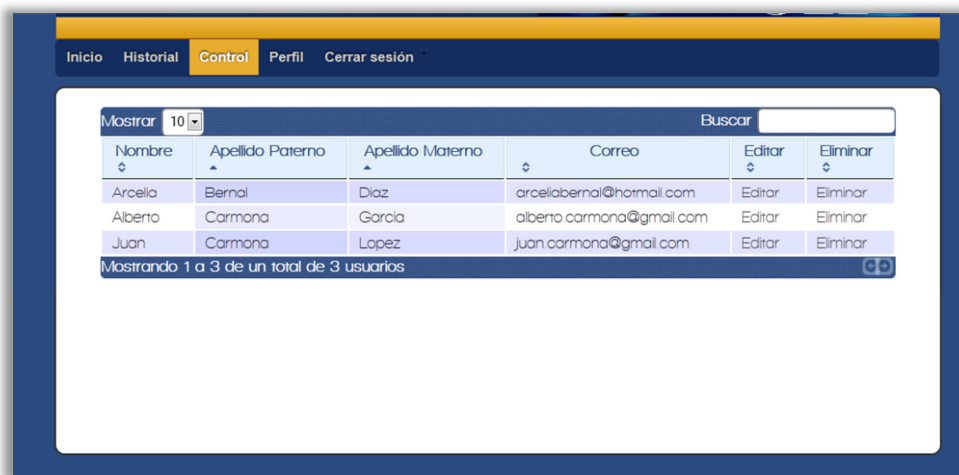 Inicio Historial Control Perfil Cerrar sesión
Mostrar 10 Buscar
Nombre Apellido Paterno Apellido Materno Correo Editar Eliminar
Arcelia Bernal Diaz arceliabernal@hotmail.com Editar Eliminar
Alberto Carmona Garcia alberto.carmona@gmail.com Editar Eliminar
Juan Carmona Lopez juan.carmona@gmail.com Editar Eliminar
Mostrando 1 a 3 de un total de 3 usuarios